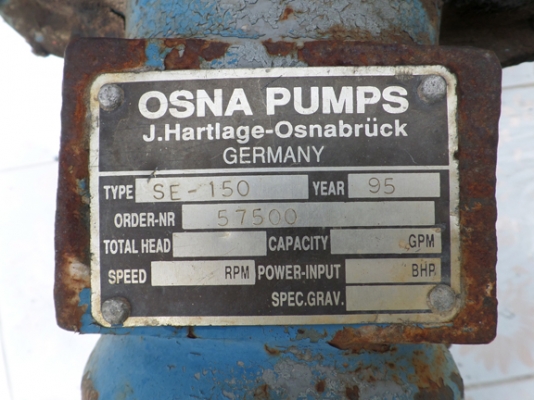 OSNA PUMPS
J.Hartlage-Osnabrück
GERMANY
TYPE SE-150 YEAR 95
ORDER-NR 57500
TOTAL HEAD CAPACITY GPM
SPEED RPM POWER-INPUT BHP
SPEC.GRAV.